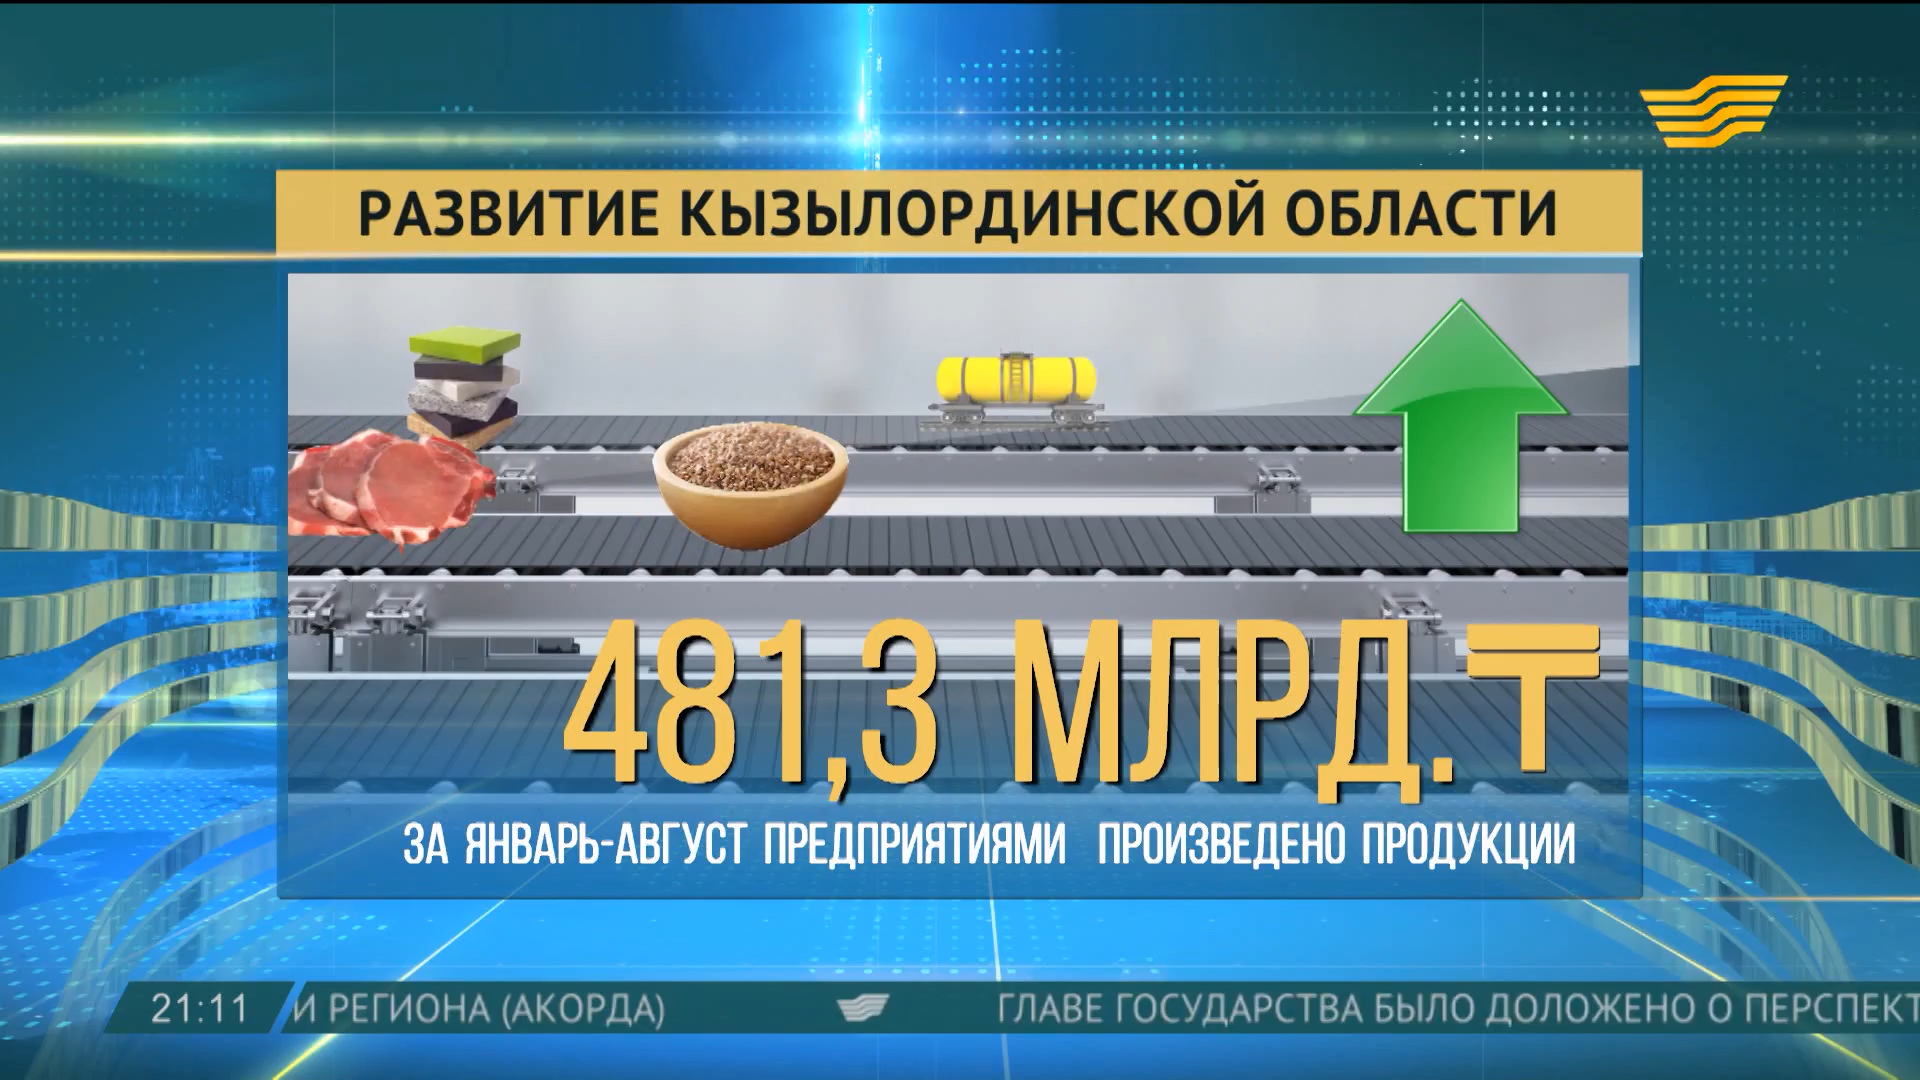 РАЗВИТИЕ КЫЗЫЛОРДИНСКОЙ ОБЛАСТИ
481,3 МЛРД.₸
ЗА ЯНВАРЬ-АВГУСТ ПРЕДПРИЯТИЯМИ ПРОИЗВЕДЕНО ПРОДУКЦИИ
21:11 И РЕГИОНА (АКОРДА) ГЛАВЕ ГОСУДАРСТВА БЫЛО ДОЛОЖЕНО О ПЕРСПЕКТ